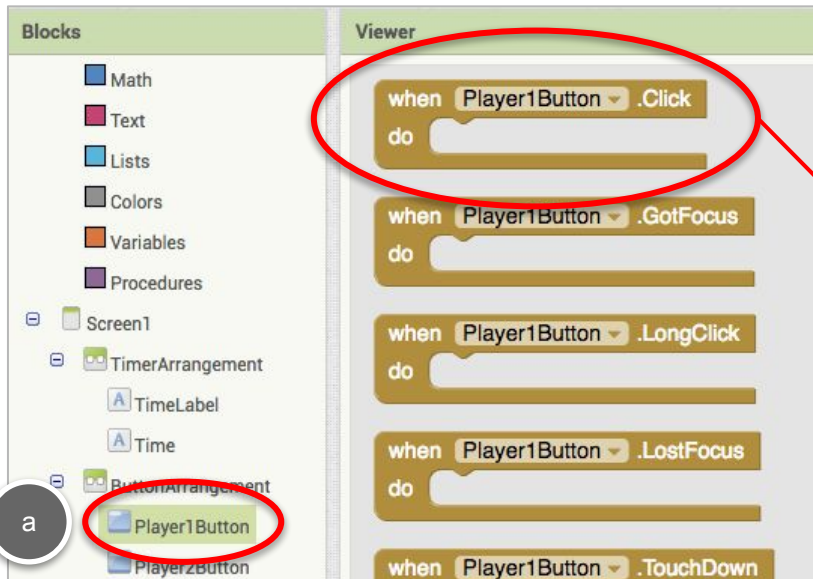 Blocks
Math
Text
Lists
Colors
Variables
Procedures
Screen1
TimerArrangement
TimeLabel
Time
ButtonArrangement
a
Player1Button
Player2Button
Viewer
when Player1Button .Click
do
when Player1Button .GotFocus
do
when Player1Button .LongClick
do
when Player1Button .LostFocus
do
when Player1Button .TouchDown